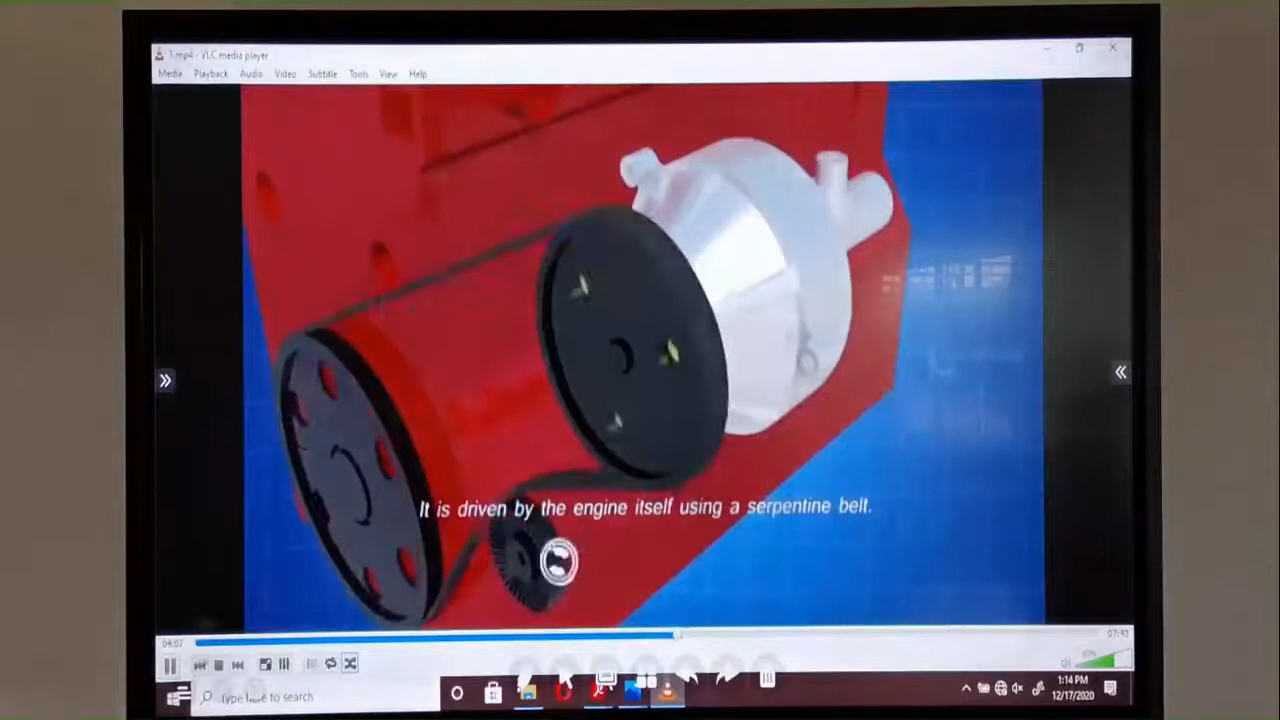 1.mp4 - VLC media player
Media Playback Audio Video Subtitle Tools View Help
It is driven by the engine itself using a serpentine belt.
04:07
07:43
Type here to search
1:14 PM
12/17/2020